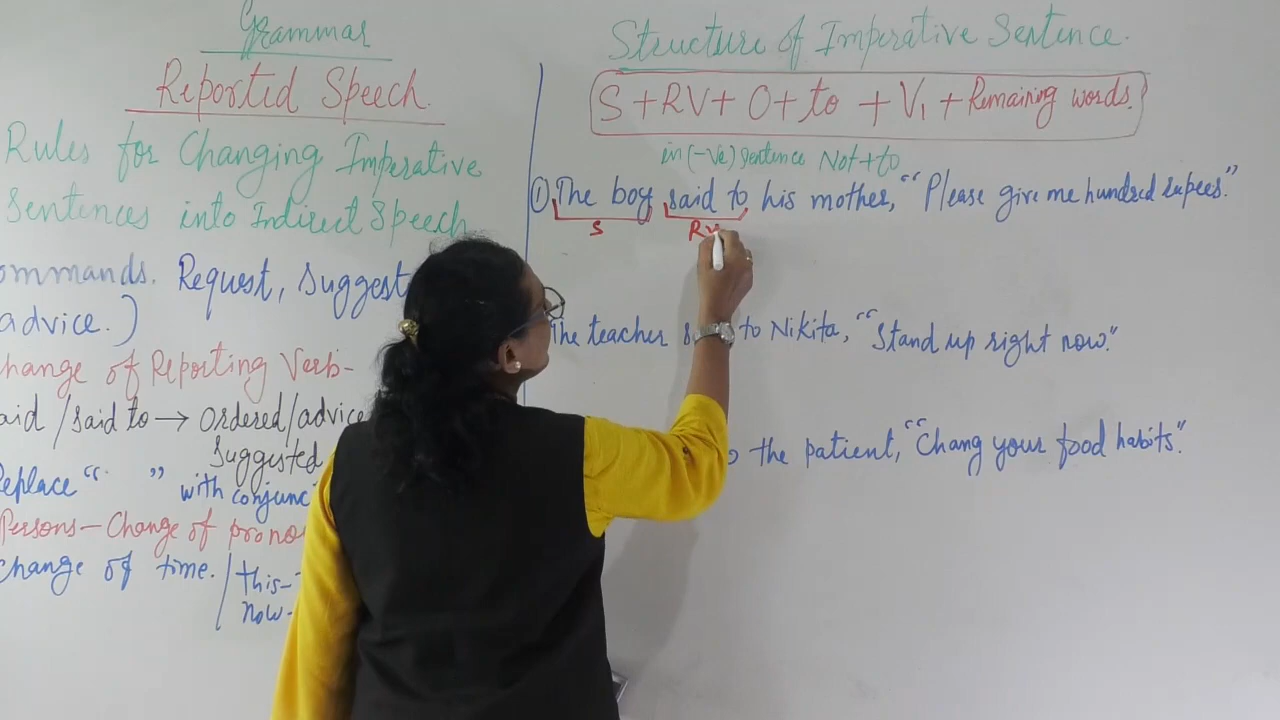 Grammar
Reported Speech.
Rules for Changing Imperative
Sentences into Indirect Speech
ommands. Request, Suggest
advice.)
hange of Reporting Verb-
aid / said to → Ordered/advice
Suggested
eplace “ ” with conjunc
Persons - Change of prono
change of time. / this-
now-
Structure of Imperative Sentence.
S + RV + O + to + V1 + Remaining words.
in (-ve) sentence Not + to
① The boy said to his mother, “Please give me hundred rupees.”
S RV
The teacher s to Nikita, “Stand up right now.”
the patient, “Chang your food habits.”